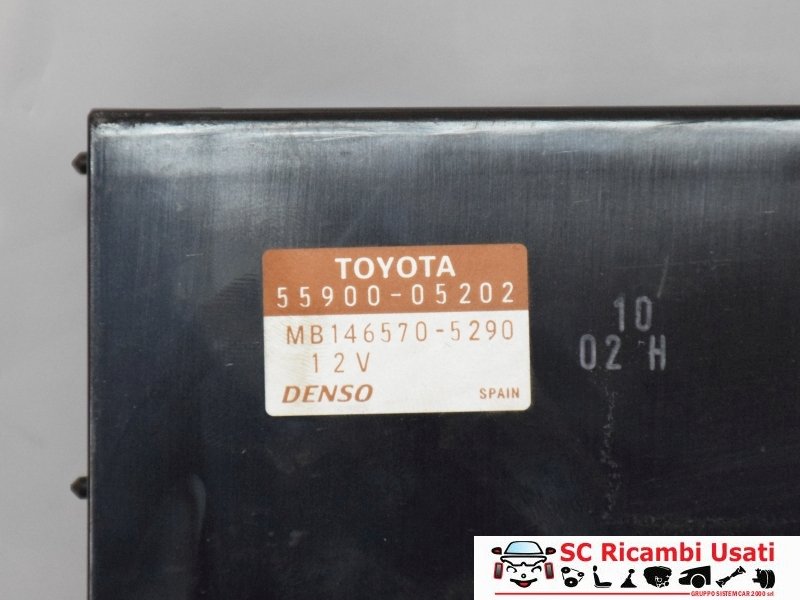 TOYOTA
55900-05202
MB146570-5290
12V
DENSO SPAIN
10
02 H
SC Ricambi Usati
GRUPPO SISTEMCAR 2000 srl